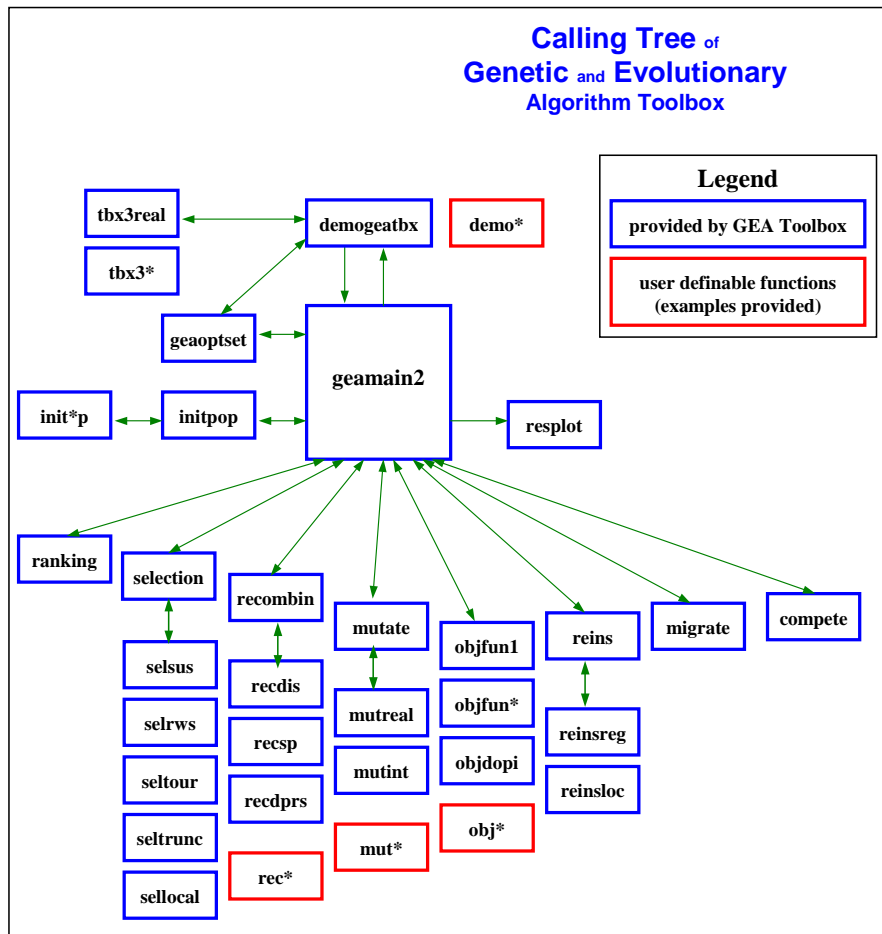 Calling Tree of
Genetic and Evolutionary
Algorithm Toolbox
Legend
provided by GEA Toolbox
user definable functions
(examples provided)
tbx3real
demogeatbx
demo*
tbx3*
geaoptset
geamain2
init*p
initpop
resplot
ranking
selection
recombin
mutate
objfun1
reins
migrate
compete
selsus
recdis
mutreal
objfun*
reinsreg
selrws
recsp
mutint
objdopi
reinsloc
seltour
recdprs
seltrunc
mut*
obj*
sellocal
rec*